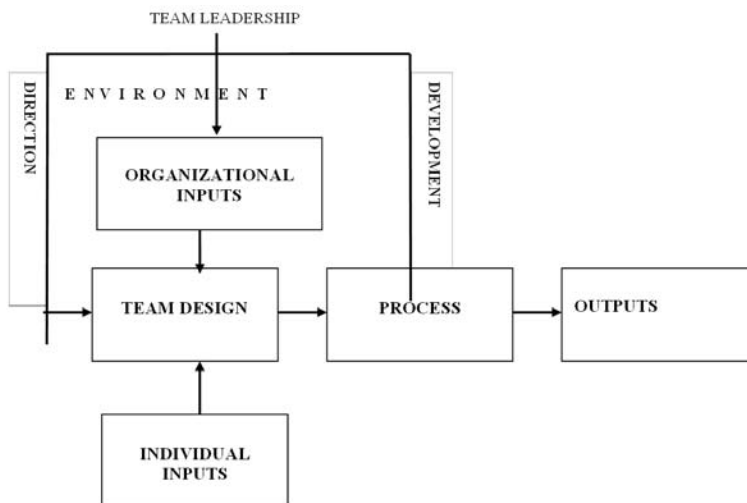 TEAM LEADERSHIP
DIRECTION
E N V I R O N M E N T
DEVELOPMENT
ORGANIZATIONAL
INPUTS
TEAM DESIGN
PROCESS
OUTPUTS
INDIVIDUAL
INPUTS